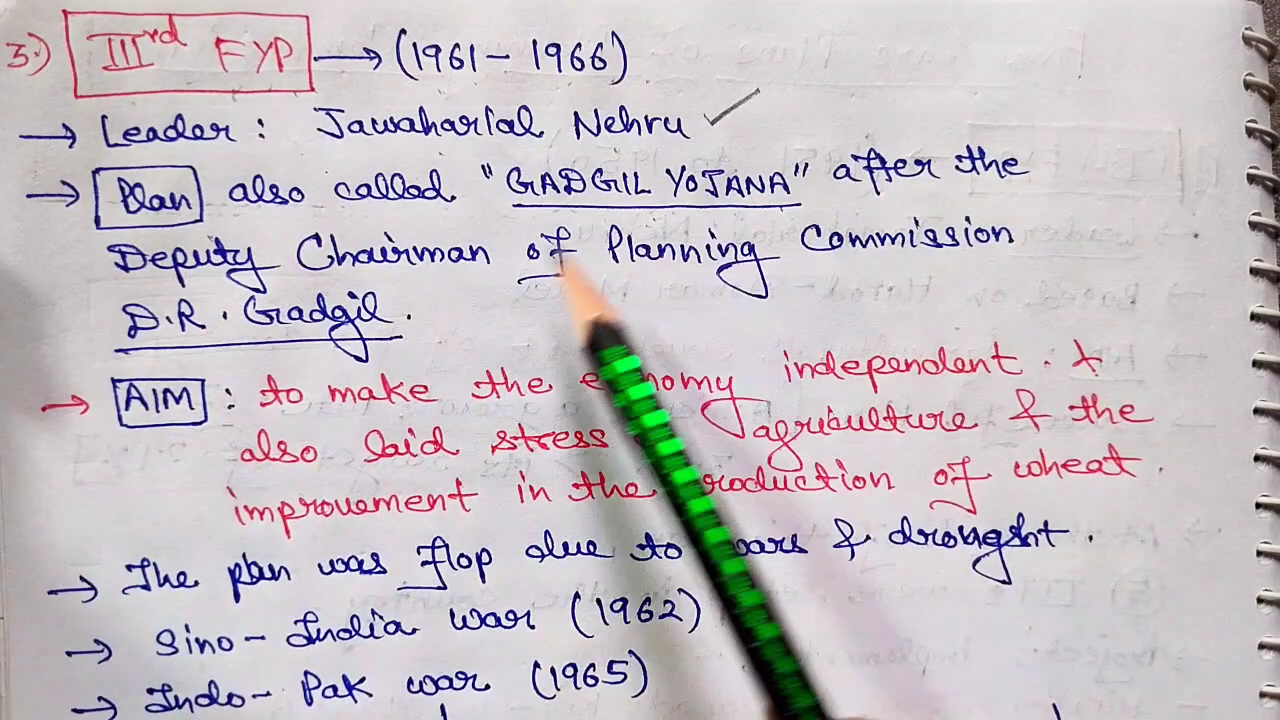 3.) IIIrd FYP → (1961 - 1966)
→ Leader: Jawaharlal Nehru ✓
→ Plan also called "GADGIL YOJANA" after the
Deputy Chairman of Planning Commission
D.R. Gadgil.
→ AIM: to make the economy independent. &
also laid stress agriculture & the
improvement in the production of wheat.
→ The plan was flop due to wars & drought.
→ Sino-India war (1962)
→ Indo-Pak war (1965)